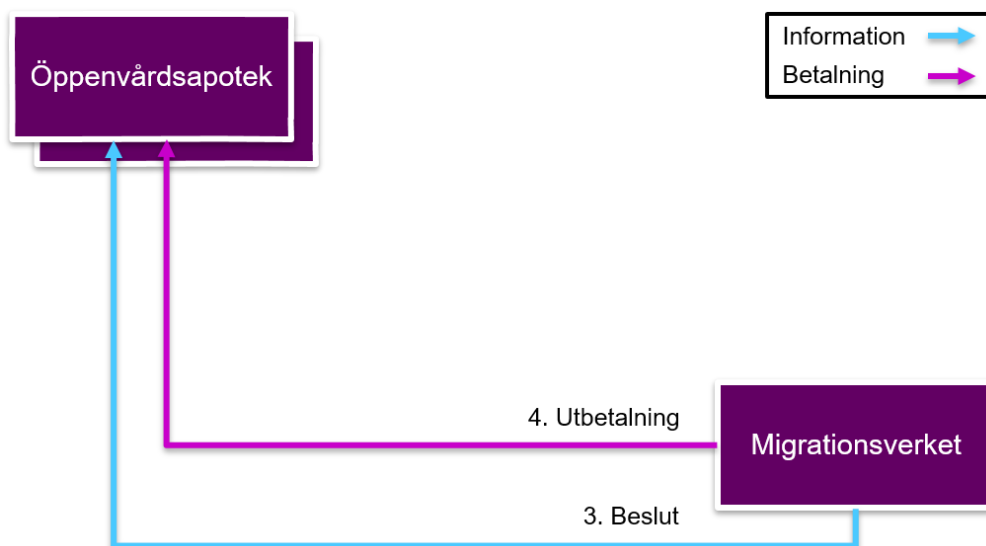 Öppenvårdsapotek
Information
Betalning
4. Utbetalning
Migrationsverket
3. Beslut